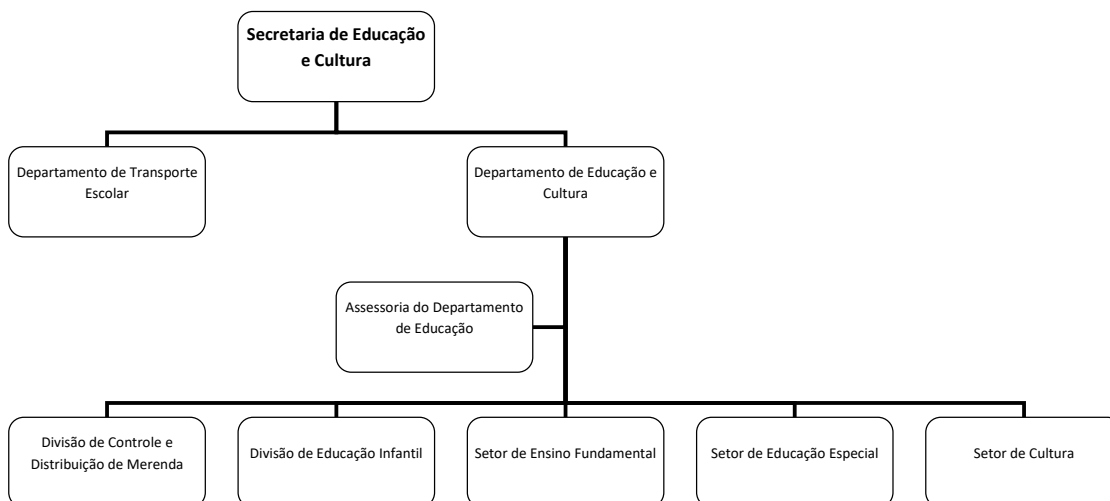 Secretaria de Educação
e Cultura
Departamento de Transporte
Escolar
Departamento de Educação e
Cultura
Assessoria do Departamento
de Educação
Divisão de Controle e
Distribuição de Merenda
Divisão de Educação Infantil
Setor de Ensino Fundamental
Setor de Educação Especial
Setor de Cultura